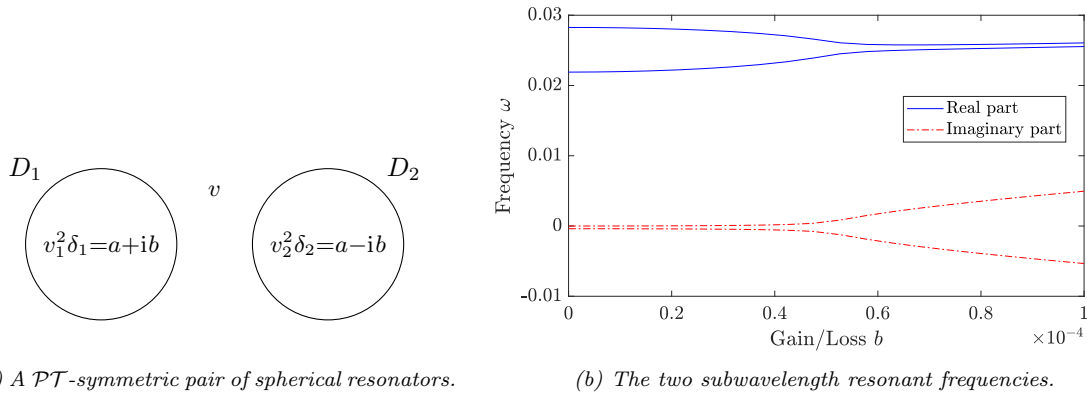 D₁
v
D₂
v₁²δ₁=a+ib
v₂²δ₂=a−ib
) A 𝒫𝒯-symmetric pair of spherical resonators.
0.03
0.02
0.01
0
-0.01
Frequency ω
Real part
Imaginary part
0
0.2
0.4
0.6
0.8
1
×10⁻⁴
Gain/Loss b
(b) The two subwavelength resonant frequencies.